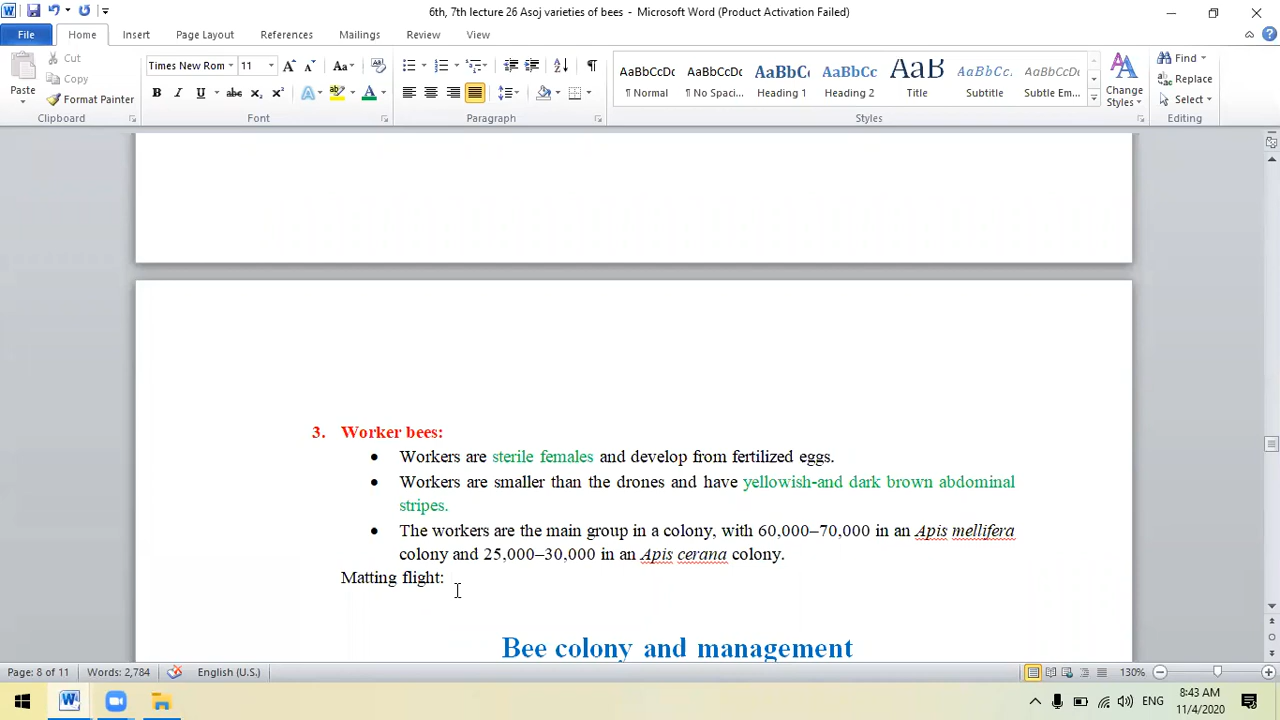 6th, 7th lecture 26 Asoj varieties of bees - Microsoft Word (Product Activation Failed)
File Home Insert Page Layout References Mailings Review View
Paste Cut Copy Format Painter
Times New Rom 11
AaBbCcDc AaBbCcDc AaBbC AaBbCc AaB AaBbCc. AaBbCcDc
¶ Normal ¶ No Spaci... Heading 1 Heading 2 Title Subtitle Subtle Em...
Change Styles
Find Replace Select
Clipboard Font Paragraph Styles Editing
3. Worker bees:
• Workers are sterile females and develop from fertilized eggs.
• Workers are smaller than the drones and have yellowish-and dark brown abdominal
stripes.
• The workers are the main group in a colony, with 60,000–70,000 in an Apis mellifera
colony and 25,000–30,000 in an Apis cerana colony.
Matting flight:
Bee colony and management
Page: 8 of 11 Words: 2,784 English (U.S.) 130%
ENG 8:43 AM
11/4/2020